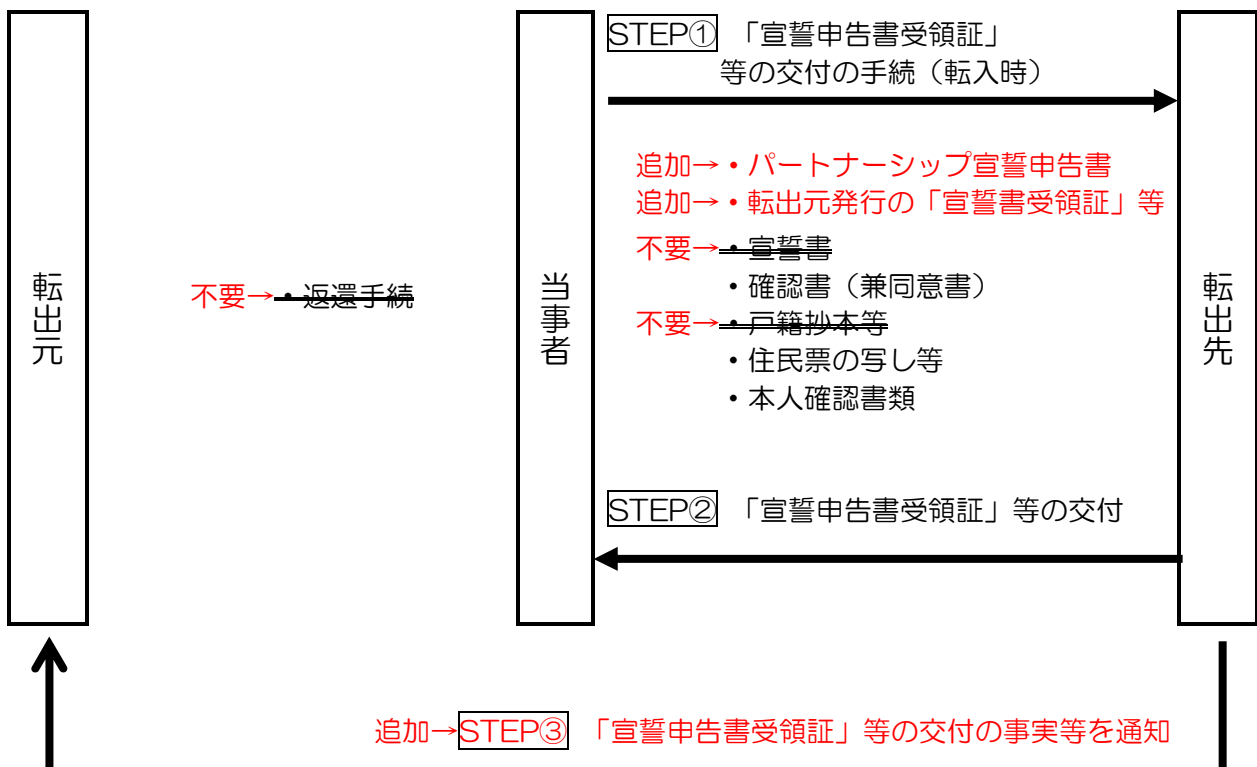 STEP① 「宣誓申告書受領証」
等の交付の手続（転入時）
追加→・パートナーシップ宣誓申告書
追加→・転出元発行の「宣誓書受領証」等
不要→・宣誓書
・確認書（兼同意書）
不要→・戸籍抄本等
・住民票の写し等
・本人確認書類
転出元
不要→・返還手続
当事者
転出先
STEP② 「宣誓申告書受領証」等の交付
追加→STEP③ 「宣誓申告書受領証」等の交付の事実等を通知